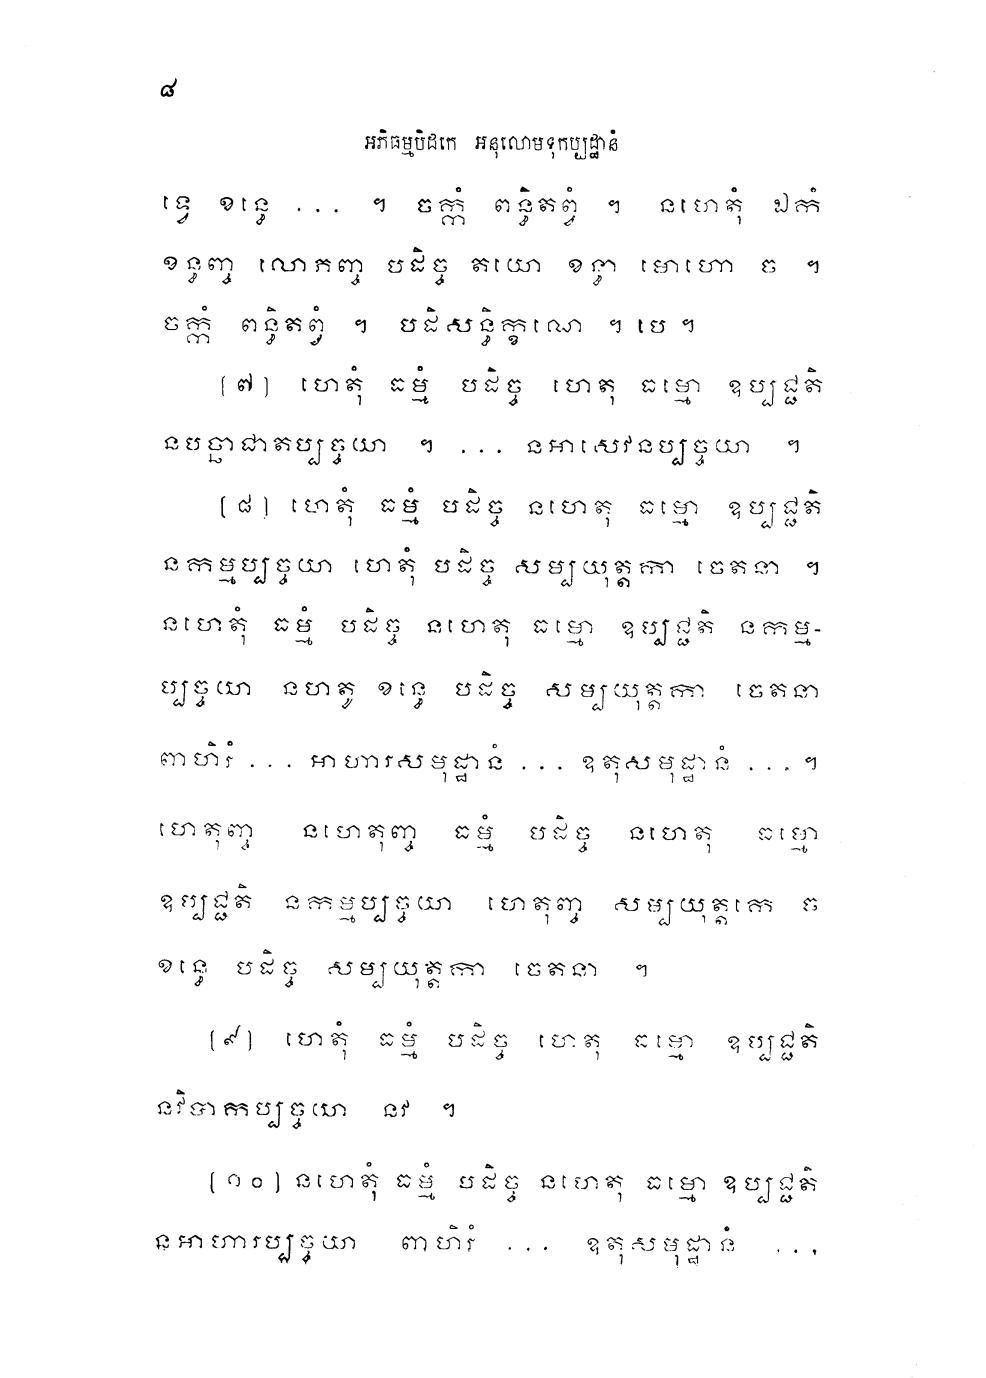 ៨
អភិធម្មបិដកេ អនុលោមទុកប្បដ្ឋានំ
ទ្វេ ខន្ធេ ... ។ ចក្កំ ពន្ធិតព្វំ ។ នហេតុំ ឯកំ
ខន្ធញ្ច លោភញ្ច បដិច្ច តយោ ខន្ធា មោហោ ច ។
ចក្កំ ពន្ធិតព្វំ ។ បដិសន្ធិក្ខណេ ។ បេ ។
[៧] ហេតុំ ធម្មំ បដិច្ច ហេតុ ធម្មោ ឧប្បជ្ជតិ
នបច្ឆាជាតប្បច្ចយា ។ ... នអាសេវនប្បច្ចយា ។
[៨] ហេតុំ ធម្មំ បដិច្ច នហេតុ ធម្មោ ឧប្បជ្ជតិ
នកម្មប្បច្ចយា ហេតុំ បដិច្ច សម្បយុត្តកា ចេតនា ។
នហេតុំ ធម្មំ បដិច្ច នហេតុ ធម្មោ ឧប្បជ្ជតិ នកម្ម-
ប្បច្ចយា នហេតូ ខន្ធេ បដិច្ច សម្បយុត្តកា ចេតនា
ពាហិរំ ... អាហារសមុដ្ឋានំ ... ឧតុសមុដ្ឋានំ ... ។
ហេតុញ្ច នហេតុញ្ច ធម្មំ បដិច្ច នហេតុ ធម្មោ
ឧប្បជ្ជតិ នកម្មប្បច្ចយា ហេតុញ្ច សម្បយុត្តកេ ច
ខន្ធេ បដិច្ច សម្បយុត្តកា ចេតនា ។
[៩] ហេតុំ ធម្មំ បដិច្ច ហេតុ ធម្មោ ឧប្បជ្ជតិ
នវិបាកប្បច្ចយា នវ ។
[១០] នហេតុំ ធម្មំ បដិច្ច នហេតុ ធម្មោ ឧប្បជ្ជតិ
នអាហារប្បច្ចយា ពាហិរំ ... ឧតុសមុដ្ឋានំ ...